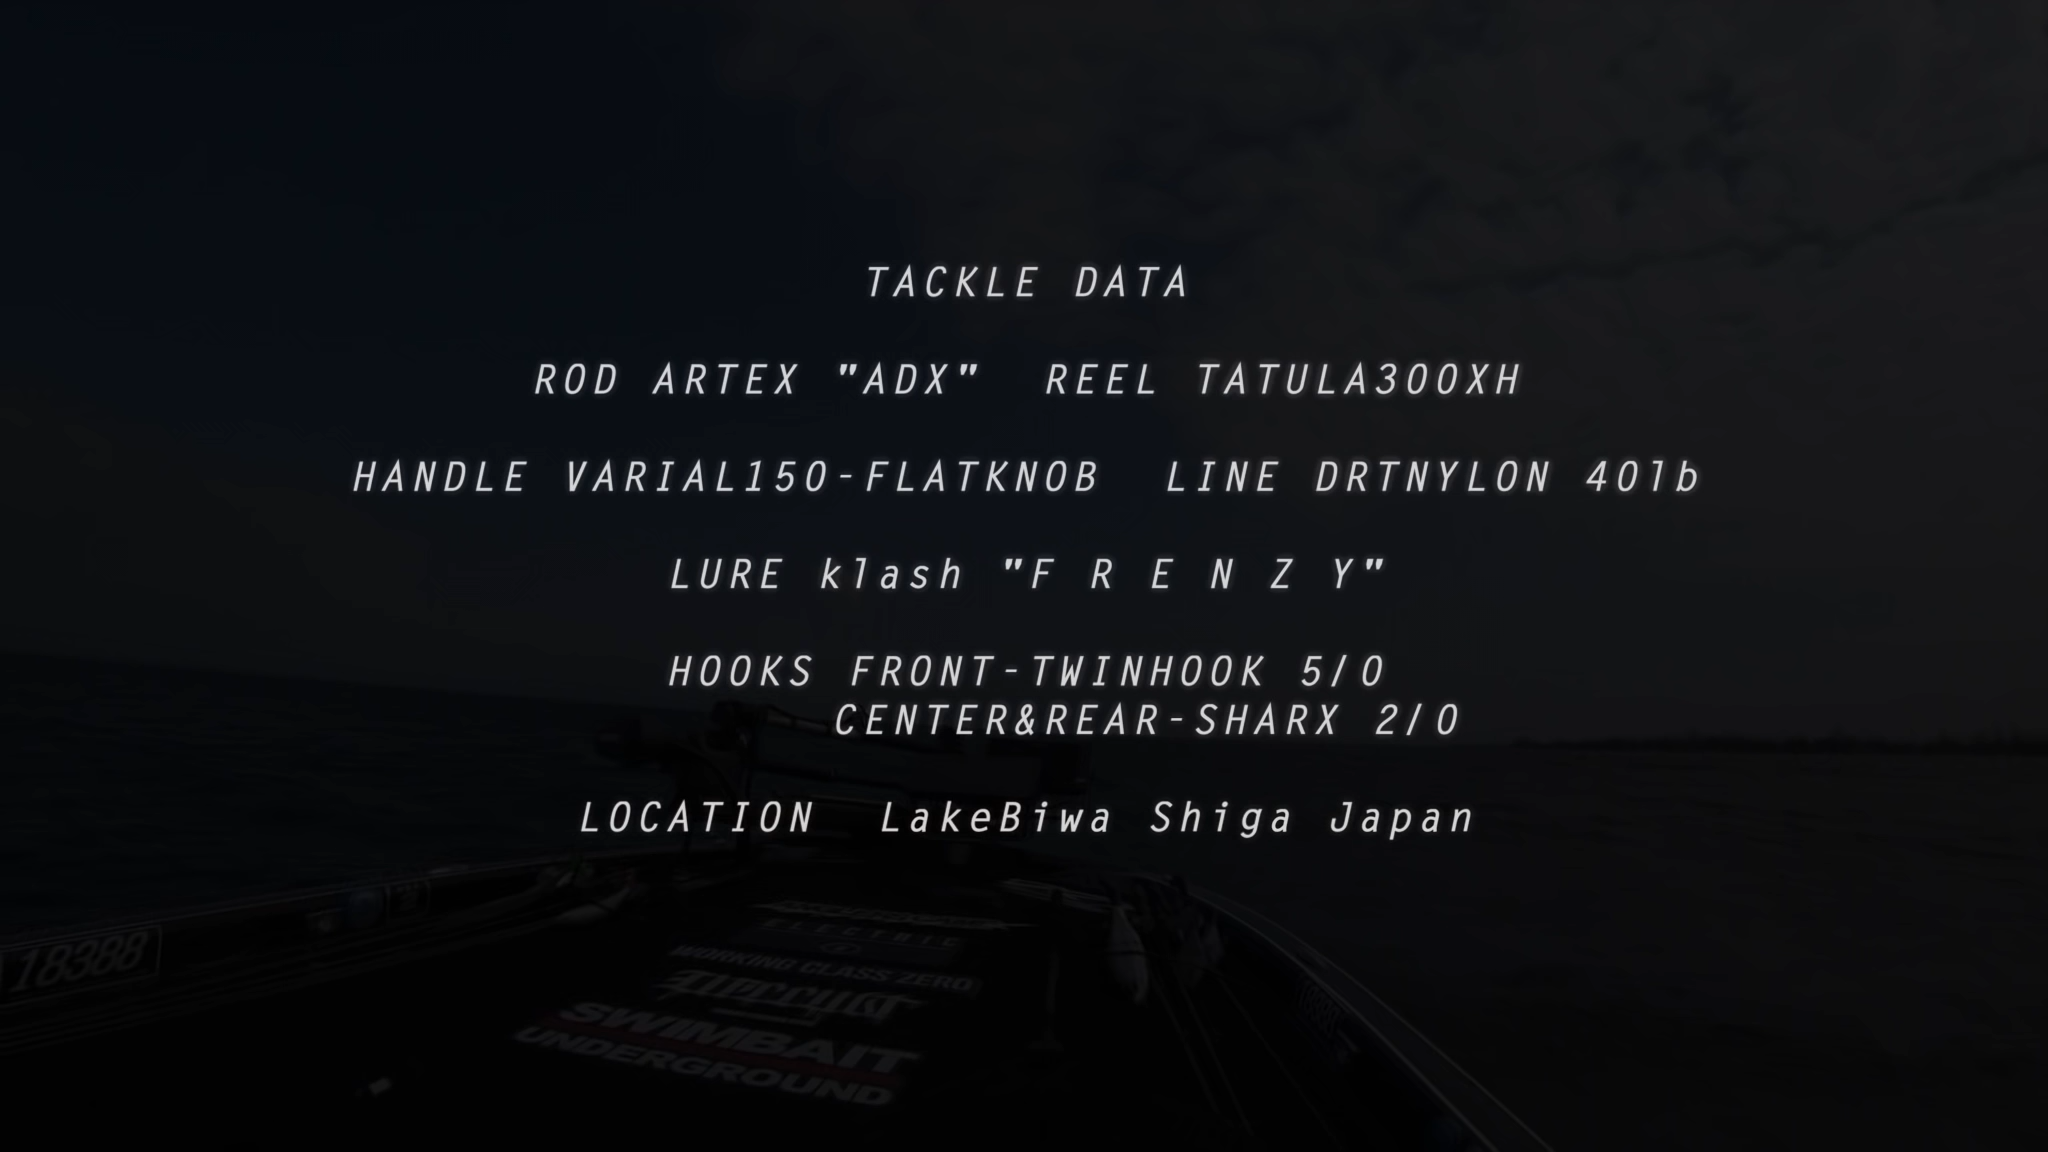 TACKLE DATA
ROD ARTEX "ADX"  REEL TATULA300XH
HANDLE VARIAL150-FLATKNOB  LINE DRTNYLON 40lb
LURE klash "F R E N Z Y"
HOOKS FRONT-TWINHOOK 5/0
CENTER&REAR-SHARX 2/0
LOCATION  LakeBiwa Shiga Japan
18388
ELECTRIC
WORKING CLASS ZERO
SWIMBAIT
UNDERGROUND